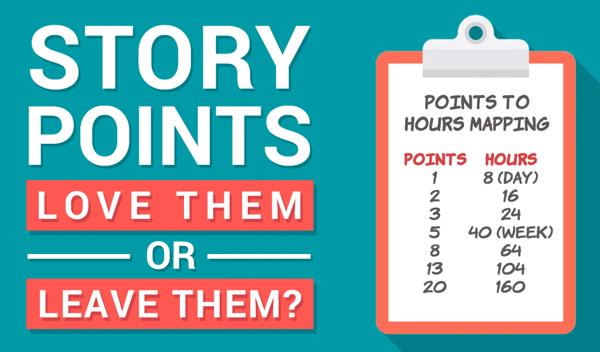 STORY
POINTS
LOVE THEM
OR
LEAVE THEM?
POINTS TO
HOURS MAPPING
POINTS HOURS
1 8 (DAY)
2 16
3 24
5 40 (WEEK)
8 64
13 104
20 160